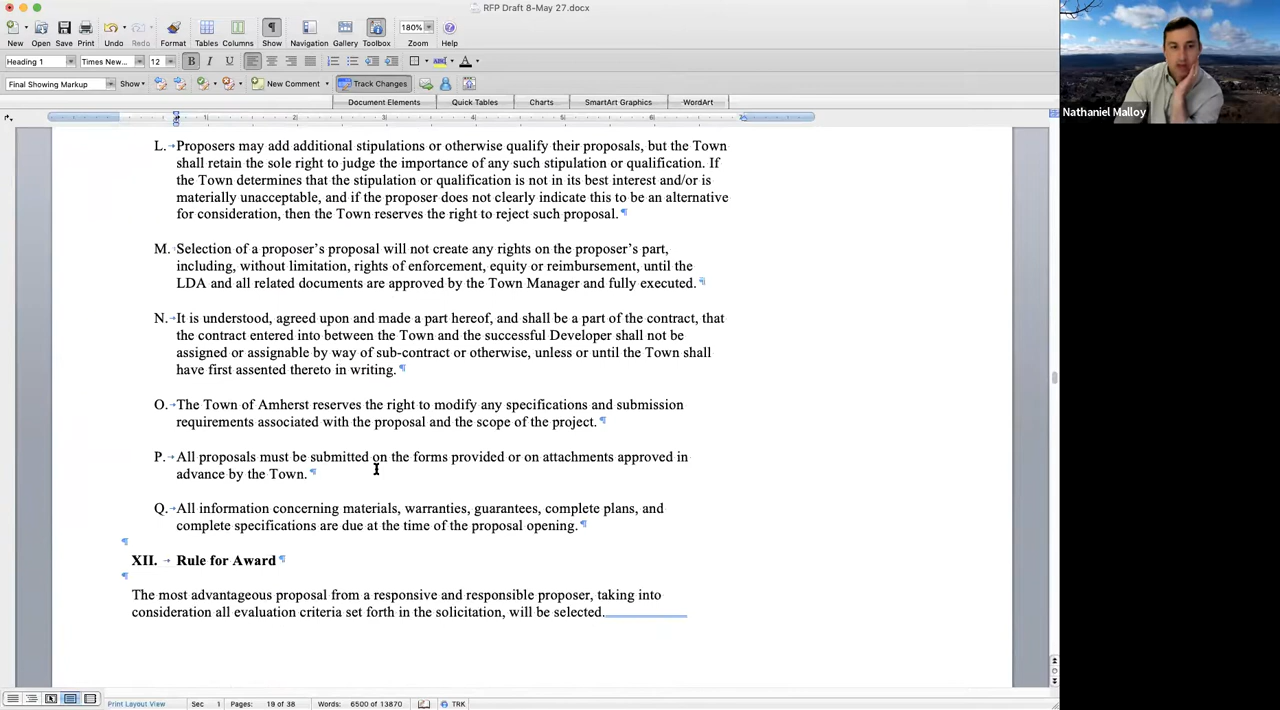 RFP Draft 8-May 27.docx
New Open Save Print Undo Redo Format Tables Columns Show Navigation Gallery Toolbox Zoom Help
180%
Heading 1 Times New... 12 B I U A
Final Showing Markup Show New Comment Track Changes
Document Elements Quick Tables Charts SmartArt Graphics WordArt
1 2 3 4 5 6 7
Nathaniel Malloy
L. Proposers may add additional stipulations or otherwise qualify their proposals, but the Town
shall retain the sole right to judge the importance of any such stipulation or qualification. If
the Town determines that the stipulation or qualification is not in its best interest and/or is
materially unacceptable, and if the proposer does not clearly indicate this to be an alternative
for consideration, then the Town reserves the right to reject such proposal. ¶
M. Selection of a proposer’s proposal will not create any rights on the proposer’s part,
including, without limitation, rights of enforcement, equity or reimbursement, until the
LDA and all related documents are approved by the Town Manager and fully executed. ¶
N. It is understood, agreed upon and made a part hereof, and shall be a part of the contract, that
the contract entered into between the Town and the successful Developer shall not be
assigned or assignable by way of sub-contract or otherwise, unless or until the Town shall
have first assented thereto in writing. ¶
O. The Town of Amherst reserves the right to modify any specifications and submission
requirements associated with the proposal and the scope of the project. ¶
P. All proposals must be submitted on the forms provided or on attachments approved in
advance by the Town. ¶
Q. All information concerning materials, warranties, guarantees, complete plans, and
complete specifications are due at the time of the proposal opening. ¶
¶
XII. Rule for Award ¶
¶
The most advantageous proposal from a responsive and responsible proposer, taking into
consideration all evaluation criteria set forth in the solicitation, will be selected.
Print Layout View Sec 1 Pages: 19 of 38 Words: 6500 of 13870 TRK